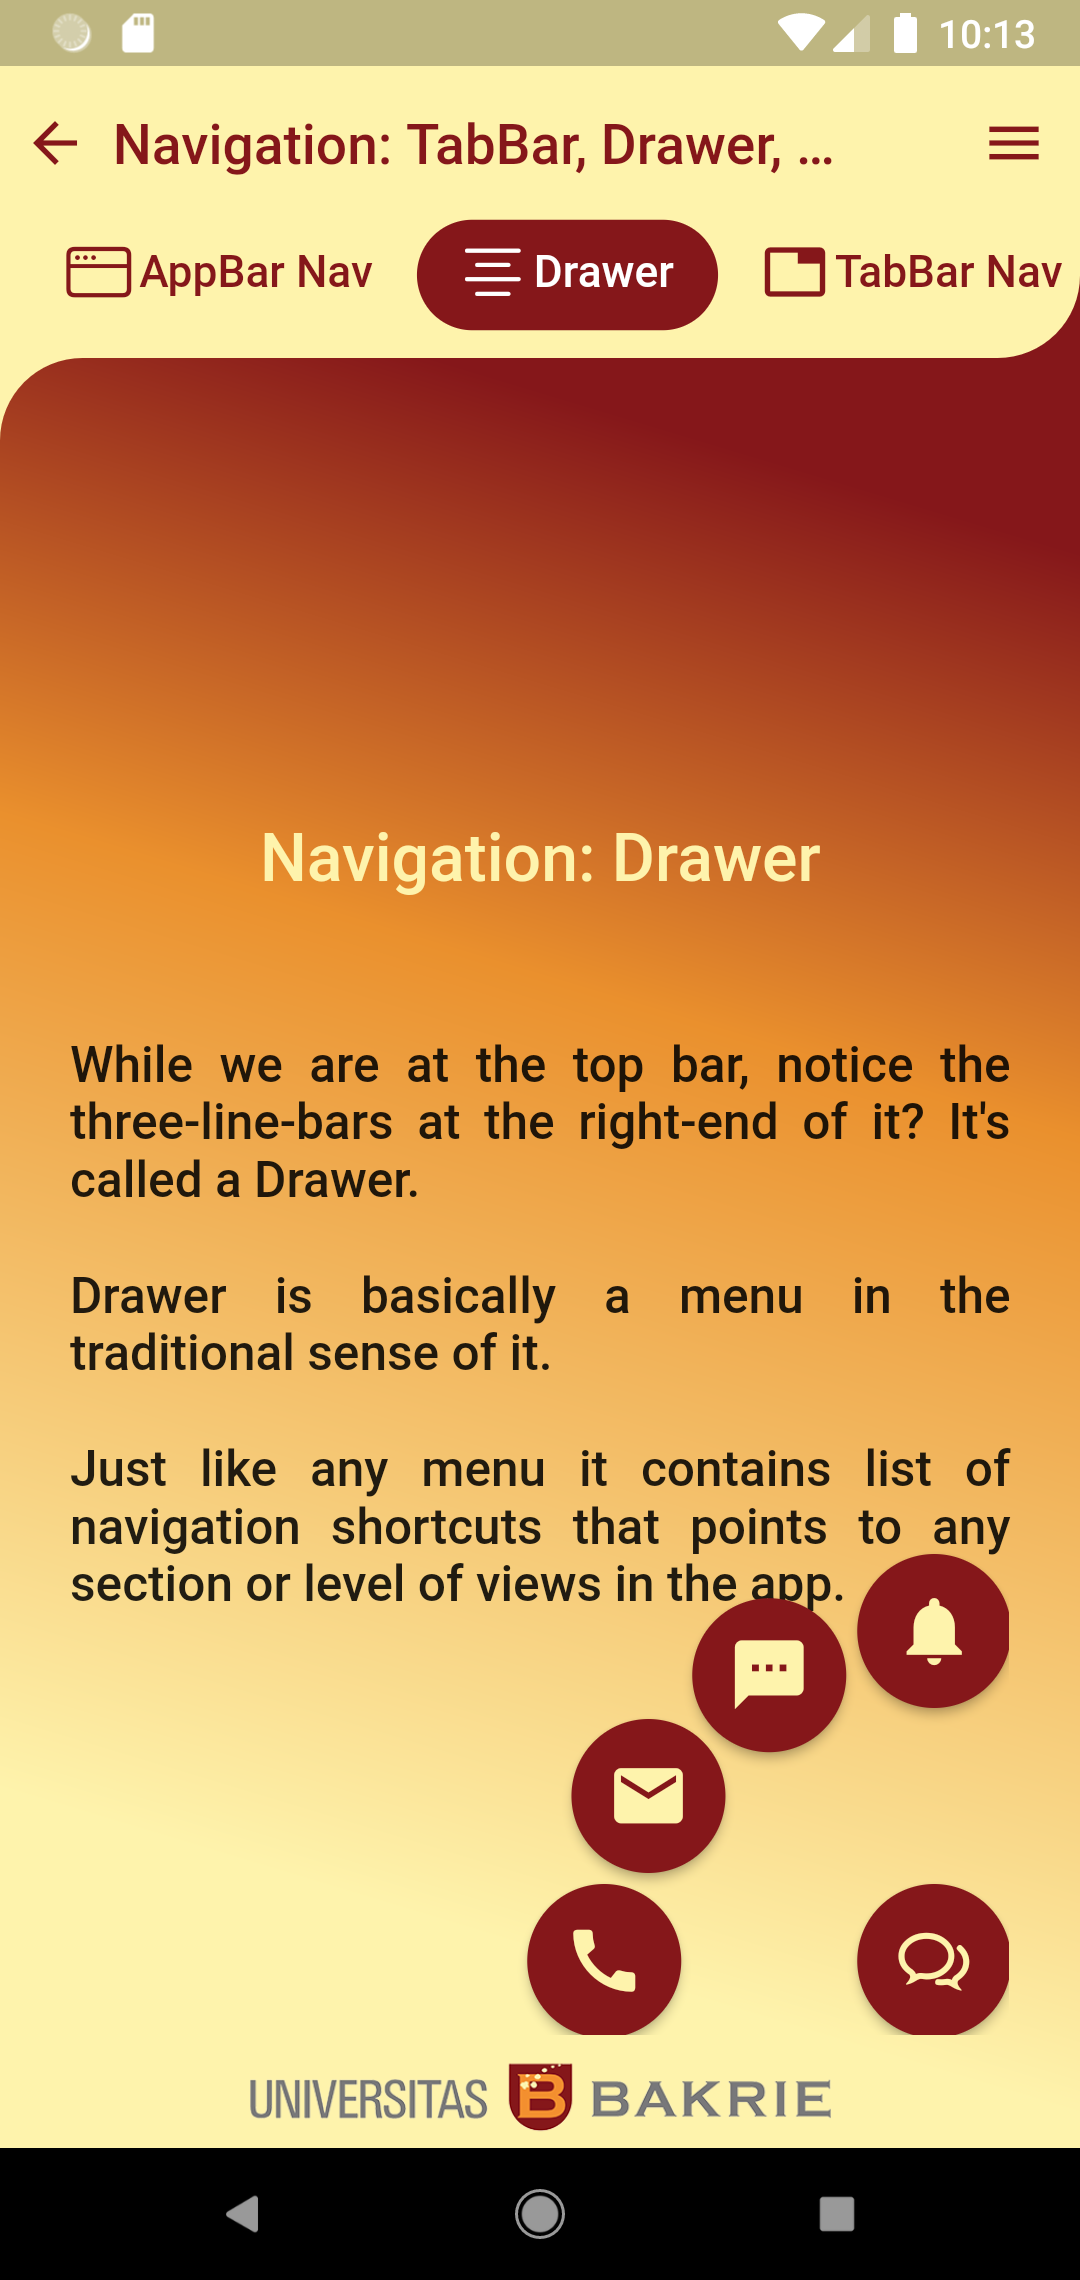 10:13
Navigation: TabBar, Drawer, ...
AppBar Nav
Drawer
TabBar Nav
Navigation: Drawer
While we are at the top bar, notice the
three-line-bars at the right-end of it? It's
called a Drawer.
Drawer is basically a menu in the
traditional sense of it.
Just like any menu it contains list of
navigation shortcuts that points to any
section or level of views in the app.
UNIVERSITAS B BAKRIE